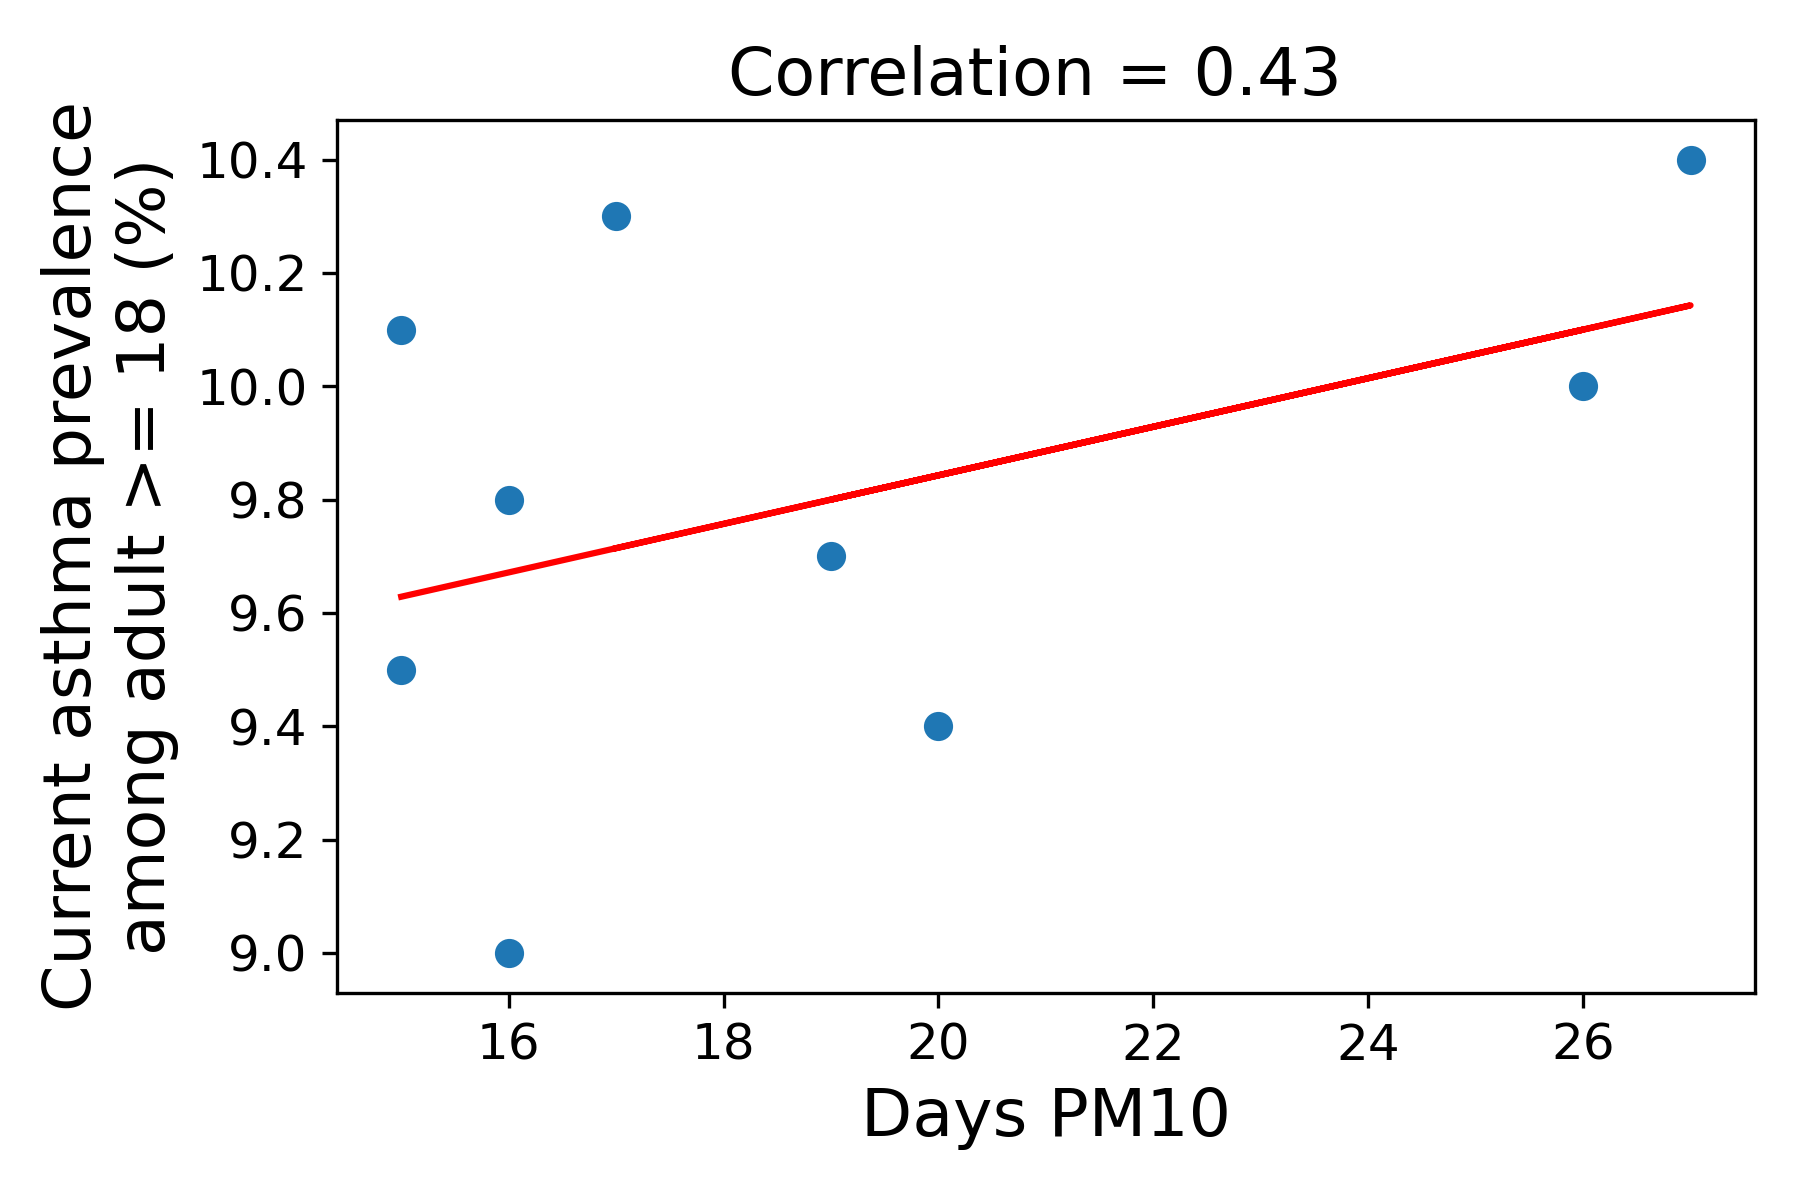 Correlation = 0.43
Current asthma prevalence
among adult >= 18 (%)
10.4
10.2
10.0
9.8
9.6
9.4
9.2
9.0
16 18 20 22 24 26
Days PM10